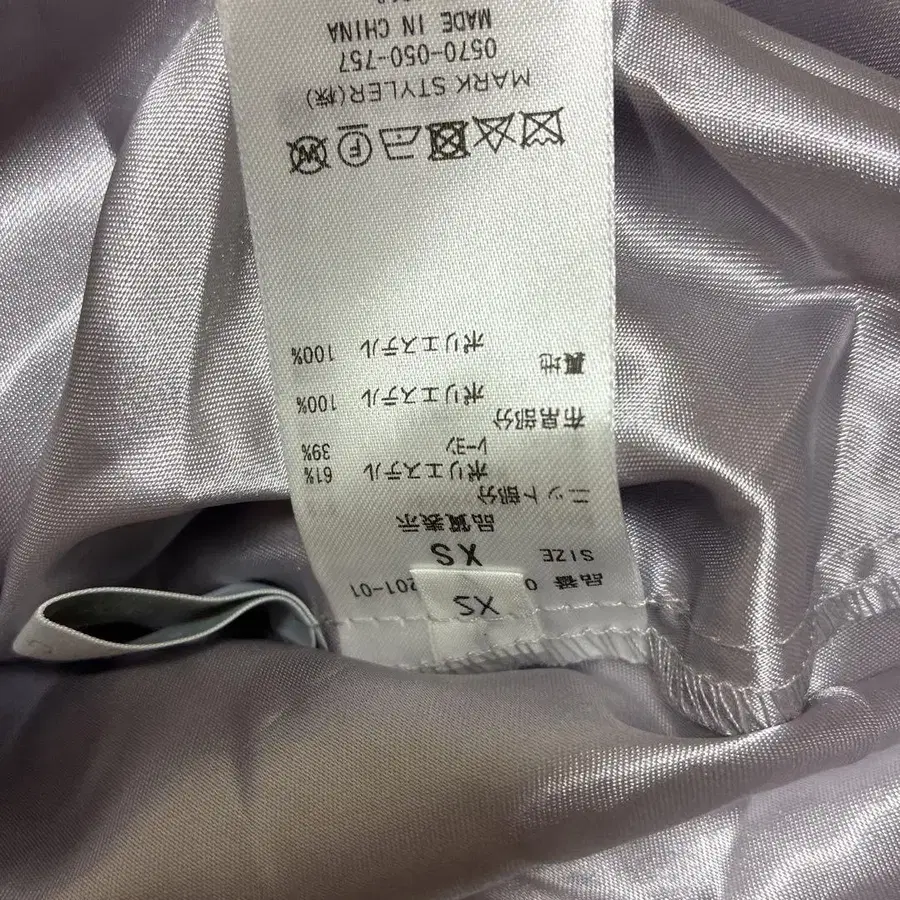 SIZE
XS
XS
品質表示
ニット部分
ポリエステル 61%
レーヨン 39%
布帛部分
ポリエステル 100%
裏地
ポリエステル 100%
MARK STYLER(株)
0570-050-757
MADE IN CHINA